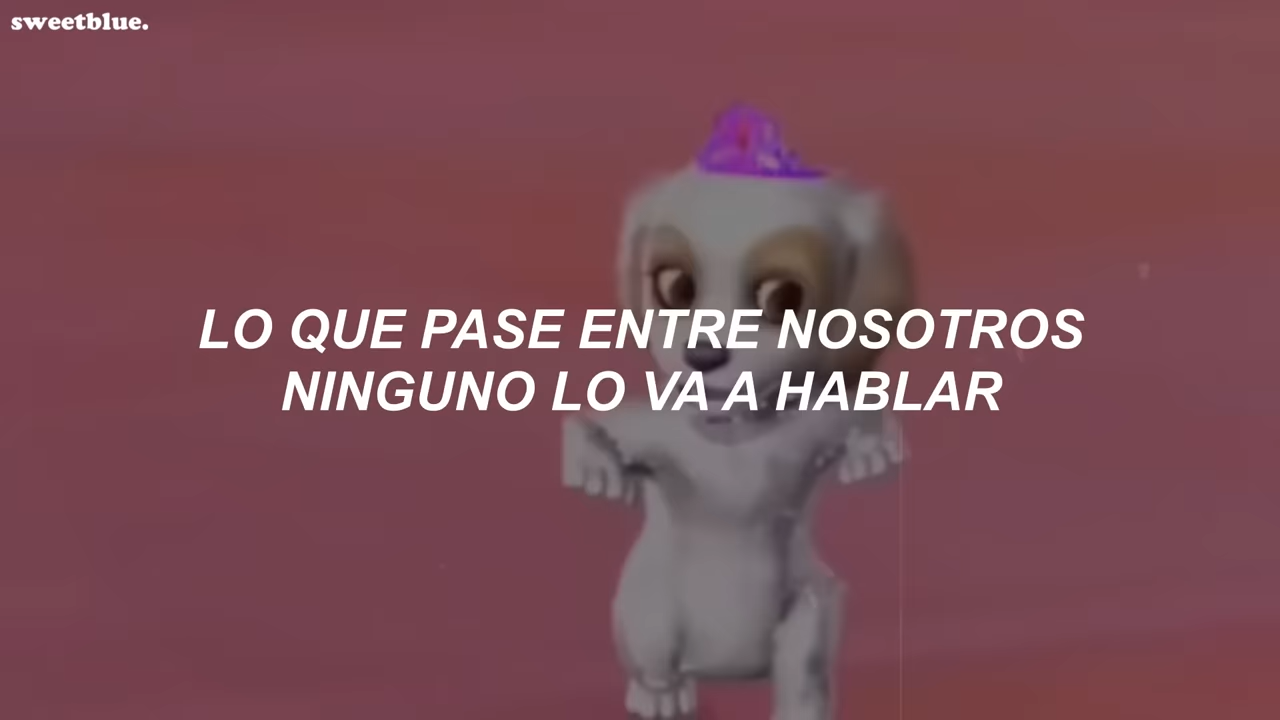 sweetblue.
LO QUE PASE ENTRE NOSOTROS
NINGUNO LO VA A HABLAR